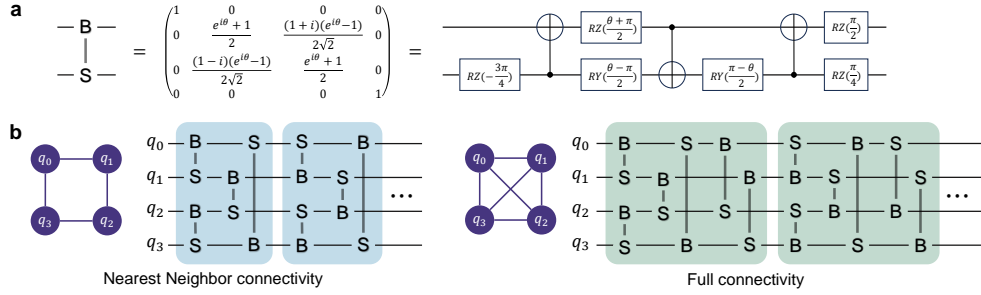 a
B
S
=
1 0 0 0
0 e^{iθ}+1/2 (1+i)(e^{iθ}−1)/2√2 0
0 (1−i)(e^{iθ}−1)/2√2 e^{iθ}+1/2 0
0 0 0 1
=
RZ(θ+π/2) RZ(π/2)
RZ(−3π/4) RY(θ−π/2) RY(π−θ/2) RZ(π/4)
b
q0 q1
q3 q2
q0 B S S B
q1 S B B S
q2 B S S B ...
q3 S B B S
Nearest Neighbor connectivity
q0 q1
q3 q2
q0 B S B S B S
q1 S B B B S S
q2 B S S S B B ...
q3 S B S B S B
Full connectivity